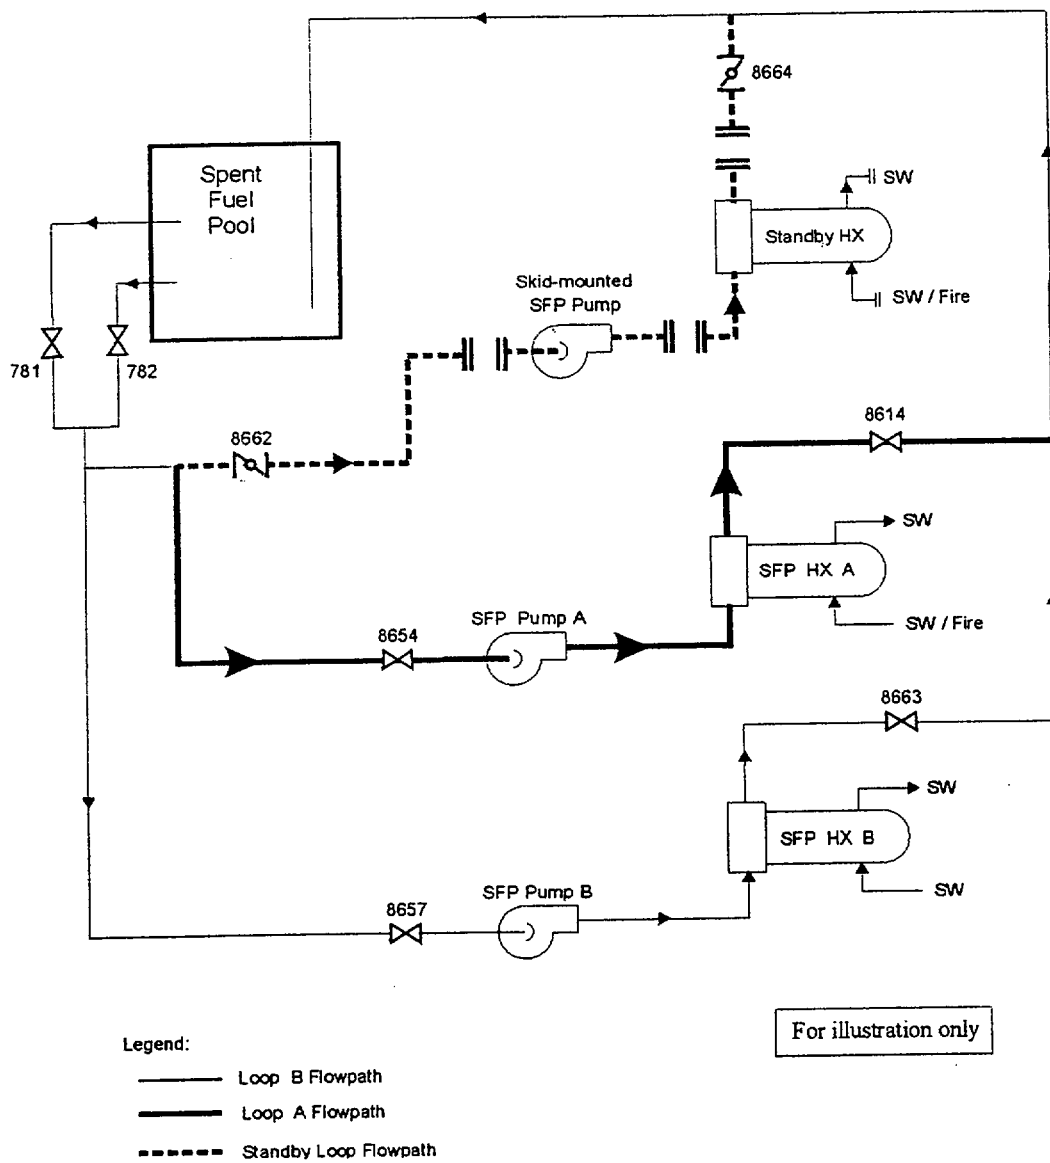 8664
Spent
Fuel
Pool
SW
Standby HX
Skid-mounted
SFP Pump
SW / Fire
781
782
8662
8614
SW
SFP HX A
SFP Pump A
8654
SW / Fire
8663
SW
SFP HX B
SFP Pump B
8657
SW
For illustration only
Legend:
Loop B Flowpath
Loop A Flowpath
Standby Loop Flowpath